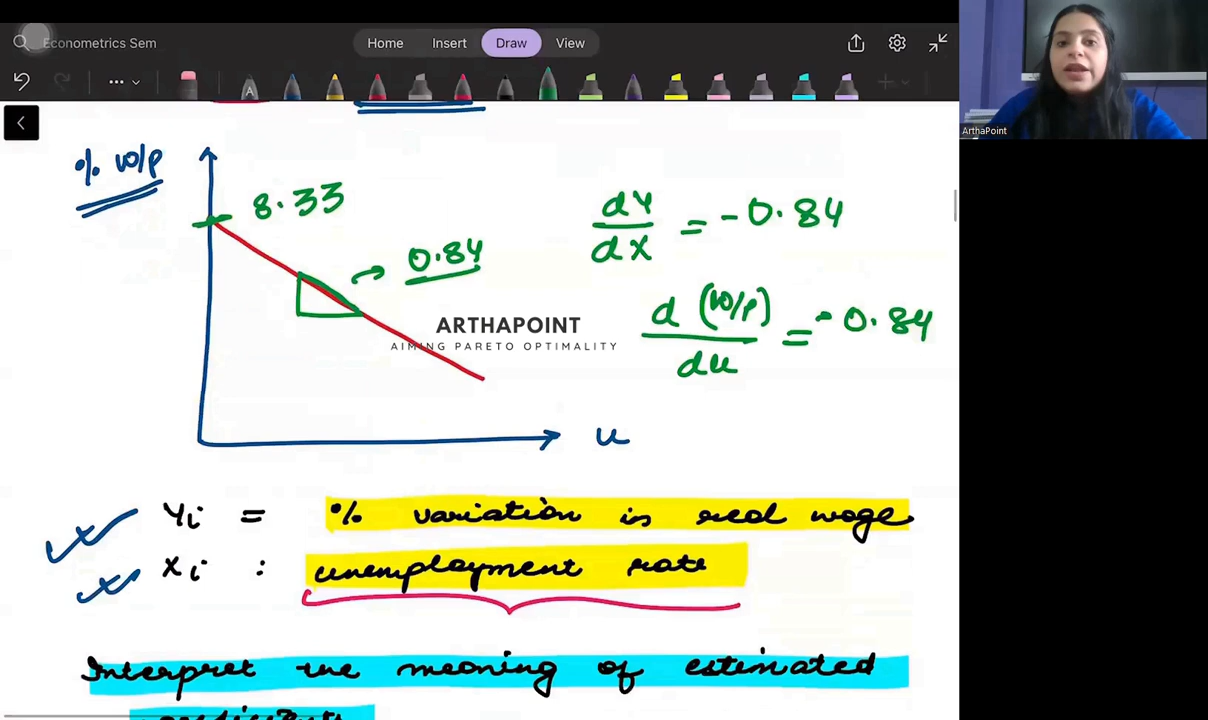 Econometrics Sem
Home Insert Draw View
A
ArthaPoint
% W/P
8.33
0.84
dY/dX = -0.84
d (W/P)/du = -0.84
ARTHAPOINT
AIMING PARETO OPTIMALITY
u
Yi = % variation in real wage
Xi : unemployment rate
Interpret the meaning of estimated